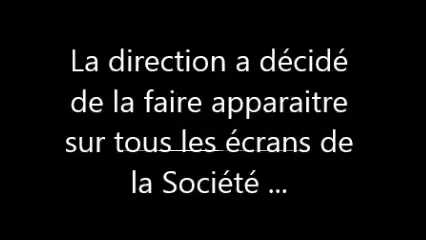 La direction a décidé
de la faire apparaitre
sur tous les écrans de
la Société ...